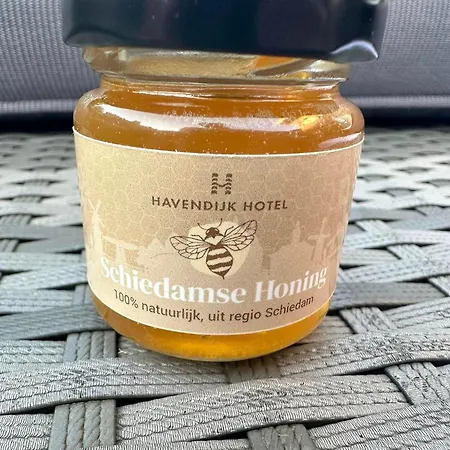 H
HAVENDIJK HOTEL
Schiedamse Honing
100% natuurlijk, uit regio Schiedam